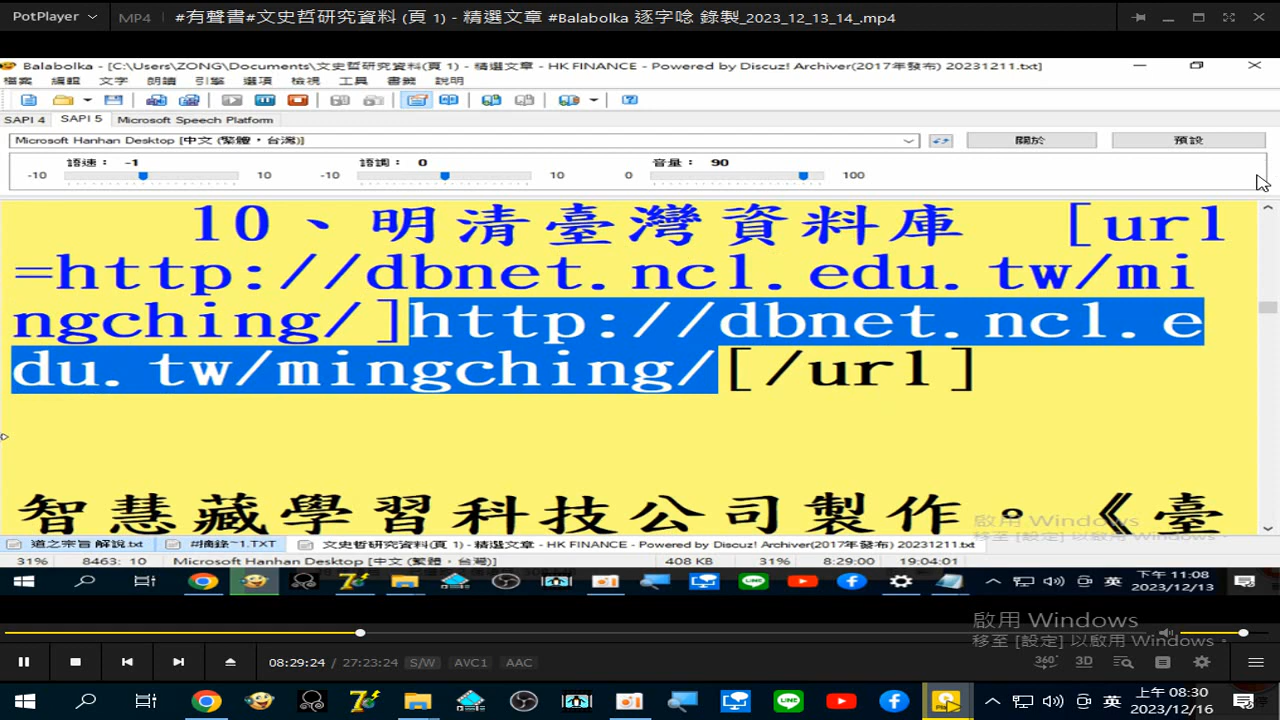 PotPlayer MP4 #有聲書#文史哲研究資料 (頁 1) - 精選文章 #Balabolka 逐字唸 錄製_2023_12_13_14_.mp4
Balabolka - [C:\Users\ZONG\Documents\文史哲研究資料(頁 1) - 精選文章 - HK FINANCE - Powered by Discuz! Archiver(2017年發布) 20231211.txt]
檔案 編輯 文字 朗讀 引擎 選項 檢視 工具 書籤 說明
SAPI 4 SAPI 5 Microsoft Speech Platform
Microsoft Hanhan Desktop [中文 (繁體，台灣)] 關於 預設
語速： -1 語調： 0 音量： 90
-10 10 -10 10 0 100
10、明清臺灣資料庫 [url
=http://dbnet.ncl.edu.tw/mi
ngching/]http://dbnet.ncl.e
du.tw/mingching/[/url]
智慧藏學習科技公司製作。《臺
啟用 Windows
移至 [設定] 以啟用 Windows。
道之宗旨 解說.txt #摘錄~1.TXT 文史哲研究資料(頁 1) - 精選文章 - HK FINANCE - Powered by Discuz! Archiver(2017年發布) 20231211.txt
31% 8463: 10 Microsoft Hanhan Desktop [中文 (繁體，台灣)] 408 KB 31% 8:29:00 19:04:01
英 下午 11:08
2023/12/13
啟用 Windows
移至 [設定] 以啟用 Windows。
08:29:24 / 27:23:24 S/W AVC1 AAC 360° 3D
英 上午 08:30
2023/12/16